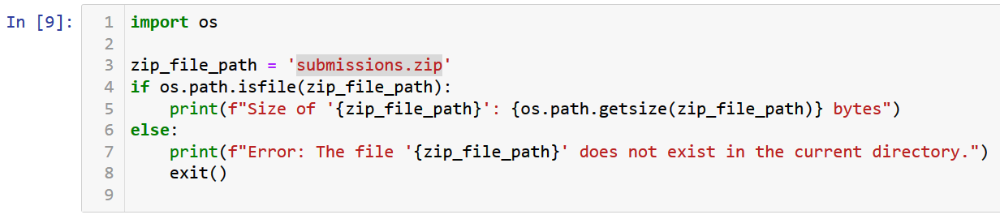 In [9]:
1 import os
2
3 zip_file_path = 'submissions.zip'
4 if os.path.isfile(zip_file_path):
5     print(f"Size of '{zip_file_path}': {os.path.getsize(zip_file_path)} bytes")
6 else:
7     print(f"Error: The file '{zip_file_path}' does not exist in the current directory.")
8     exit()
9